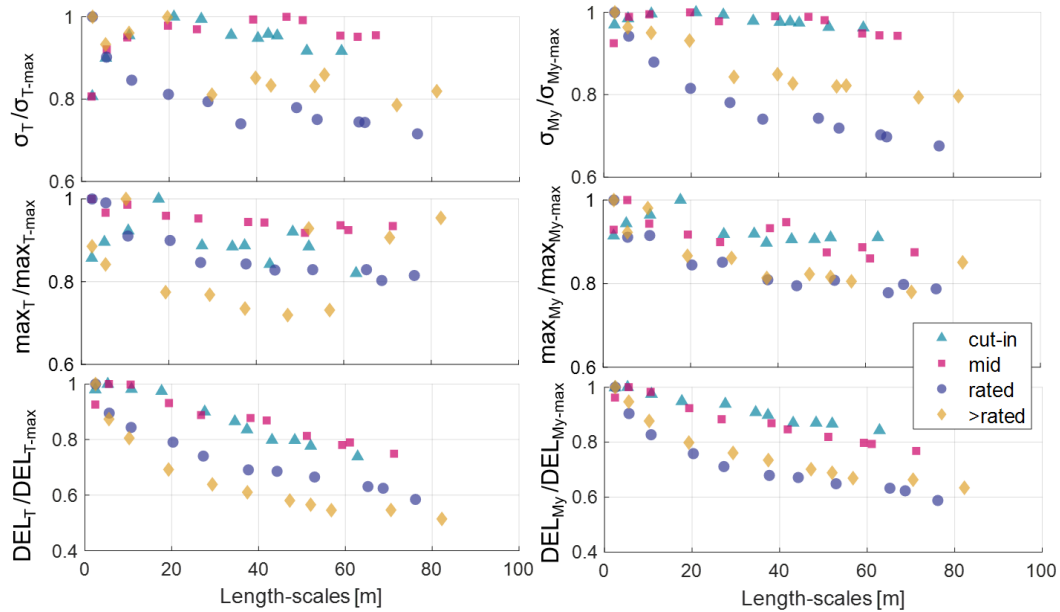 1
0.8
0.6
σT/σT-max
1
0.8
0.6
σMy/σMy-max
1
0.8
0.6
maxT/maxT-max
1
0.8
0.6
maxMy/maxMy-max
cut-in
mid
rated
>rated
1
0.8
0.6
0.4
DELT/DELT-max
0 20 40 60 80 100
Length-scales [m]
1
0.8
0.6
0.4
DELMy/DELMy-max
0 20 40 60 80 100
Length-scales [m]